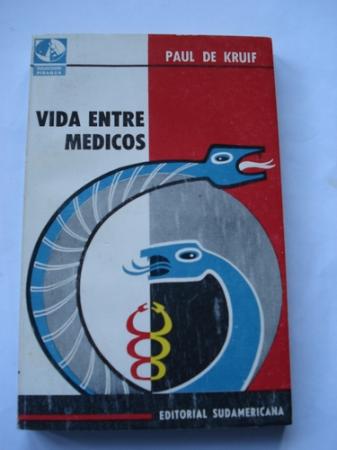 PAUL DE KRUIF
VIDA ENTRE
MEDICOS
EDITORIAL SUDAMERICANA